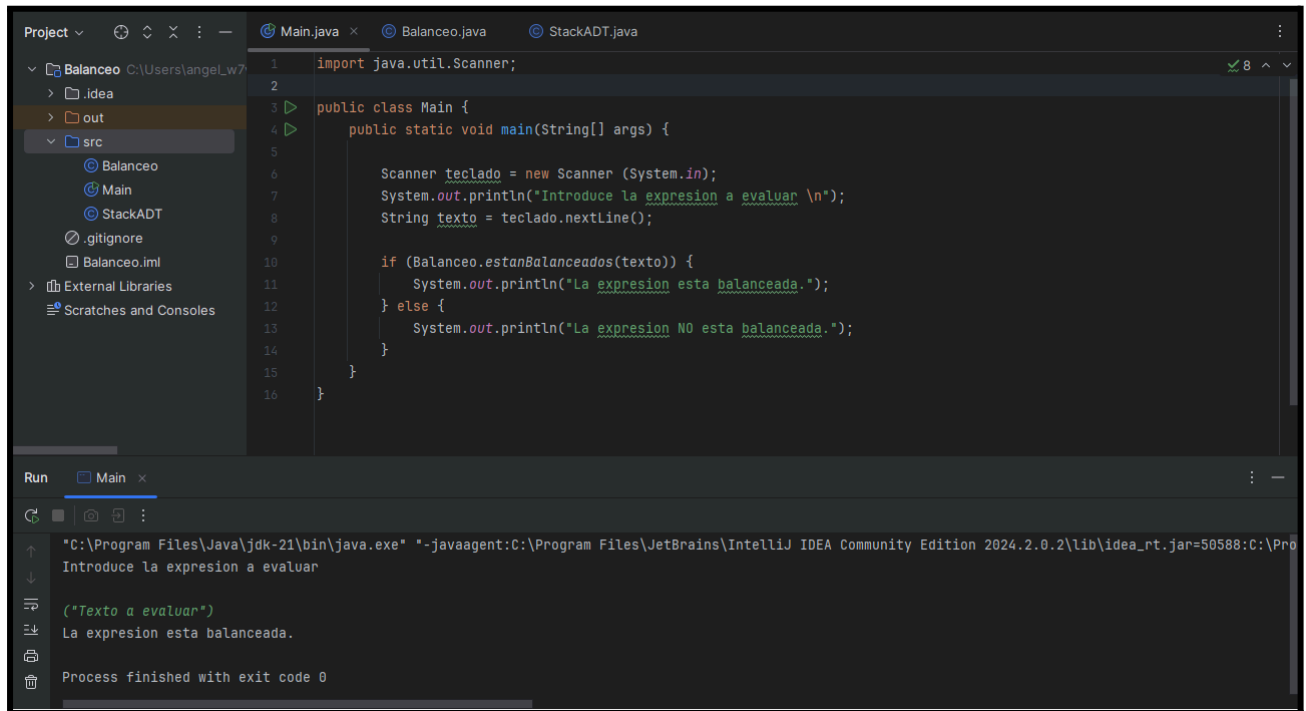 Project
Main.java
Balanceo.java
StackADT.java
Balanceo C:\Users\angel_w7
.idea
out
src
Balanceo
Main
StackADT
.gitignore
Balanceo.iml
External Libraries
Scratches and Consoles
8
1 import java.util.Scanner;
2
3 public class Main {
4 public static void main(String[] args) {
5
6 Scanner teclado = new Scanner (System.in);
7 System.out.println("Introduce la expresion a evaluar \n");
8 String texto = teclado.nextLine();
9
10 if (Balanceo.estanBalanceados(texto)) {
11 System.out.println("La expresion esta balanceada.");
12 } else {
13 System.out.println("La expresion NO esta balanceada.");
14 }
15 }
16 }
Run Main
"C:\Program Files\Java\jdk-21\bin\java.exe" "-javaagent:C:\Program Files\JetBrains\IntelliJ IDEA Community Edition 2024.2.0.2\lib\idea_rt.jar=50588:C:\Pro
Introduce la expresion a evaluar
("Texto a evaluar")
La expresion esta balanceada.
Process finished with exit code 0